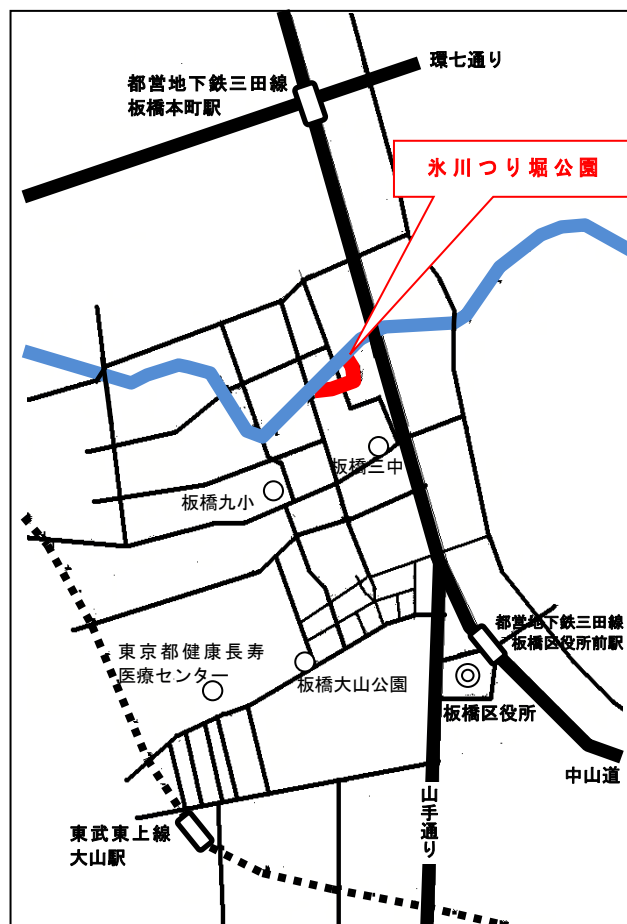 環七通り
都営地下鉄三田線
板橋本町駅
氷川つり堀公園
板橋三中
板橋九小
都営地下鉄三田線
板橋区役所前駅
東京都健康長寿
医療センター
板橋大山公園
板橋区役所
中山道
山手通り
東武東上線
大山駅